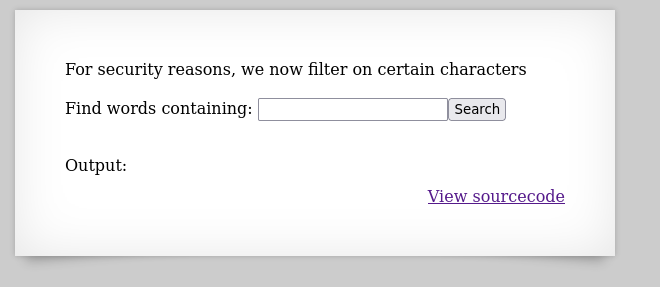 For security reasons, we now filter on certain characters
Find words containing: Search
Output:
View sourcecode